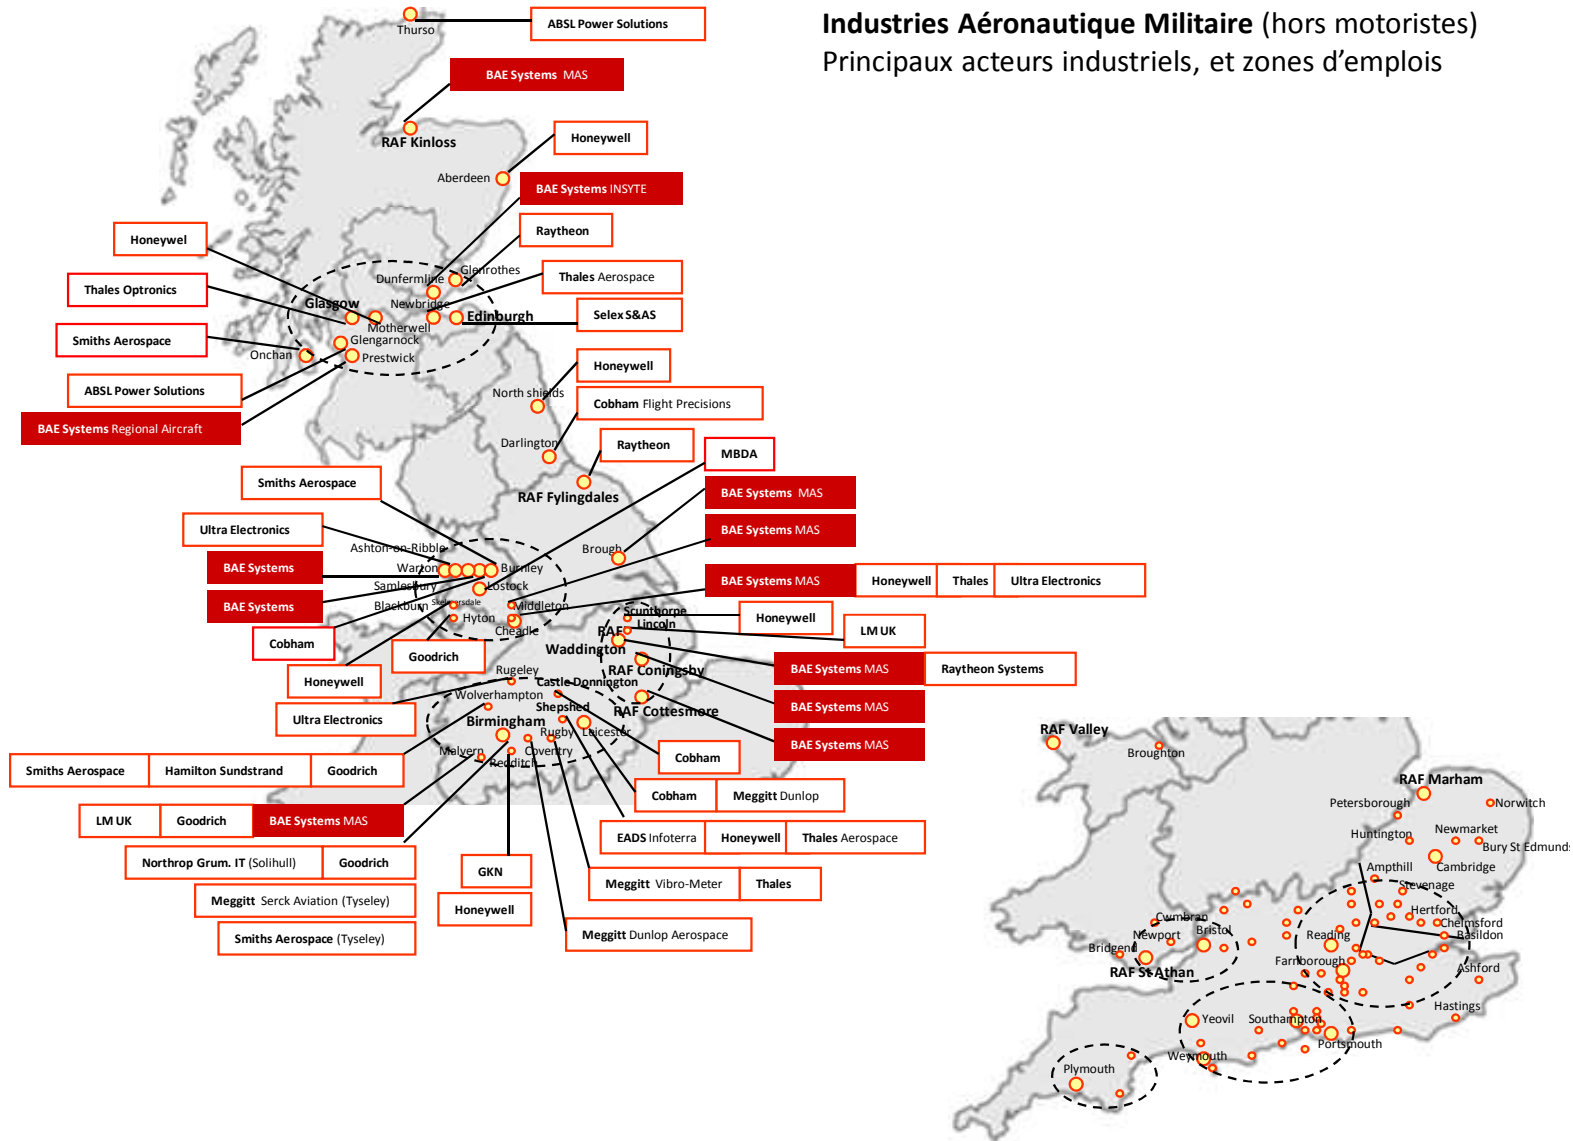 Industries Aéronautique Militaire (hors motoristes)
Principaux acteurs industriels, et zones d’emplois
ABSL Power Solutions
Thurso
BAE Systems MAS
RAF Kinloss
Honeywell
Aberdeen
BAE Systems INSYTE
Raytheon
Honeywel
Glenrothes
Dunfermline
Thales Aerospace
Thales Optronics
Glasgow
Newbridge
Edinburgh
Selex S&AS
Motherwell
Smiths Aerospace
Glengarnock
Onchan
Prestwick
Honeywell
ABSL Power Solutions
North shields
Cobham Flight Precisions
BAE Systems Regional Aircraft
Darlington
Raytheon
MBDA
Smiths Aerospace
RAF Fylingdales
BAE Systems MAS
Ultra Electronics
BAE Systems MAS
Ashton-on-Ribble
Brough
BAE Systems
Warton
Burnley
BAE Systems MAS
Honeywell
Thales
Ultra Electronics
Samlesbury
Lostock
BAE Systems
Blackburn
Skelmersdale
Middleton
Hyton
Cheadle
Scunthorpe
Honeywell
Lincoln
LM UK
RAF
Waddington
Cobham
Goodrich
BAE Systems MAS
Raytheon Systems
RAF Coningsby
Honeywell
Rugeley
Castle Donnington
Wolverhampton
Shepshed
RAF Cottesmore
BAE Systems MAS
Ultra Electronics
Birmingham
Rugby
Leicester
BAE Systems MAS
Malvern
Coventry
Redditch
Cobham
Smiths Aerospace
Hamilton Sundstrand
Goodrich
Cobham
Meggitt Dunlop
LM UK
Goodrich
BAE Systems MAS
EADS Infoterra
Honeywell
Thales Aerospace
Northrop Grum. IT (Solihull)
Goodrich
GKN
Meggitt Vibro-Meter
Thales
Meggitt Serck Aviation (Tyseley)
Honeywell
Smiths Aerospace (Tyseley)
Meggitt Dunlop Aerospace
RAF Valley
Broughton
RAF Marham
Petersborough
Norwitch
Huntington
Newmarket
Bury St Edmunds
Cambridge
Ampthill
Stevenage
Hertford
Chelmsford
Basildon
Cwmbran
Newport
Bristol
Bridgend
Reading
RAF St Athan
Farnborough
Ashford
Hastings
Yeovil
Southampton
Portsmouth
Weymouth
Plymouth